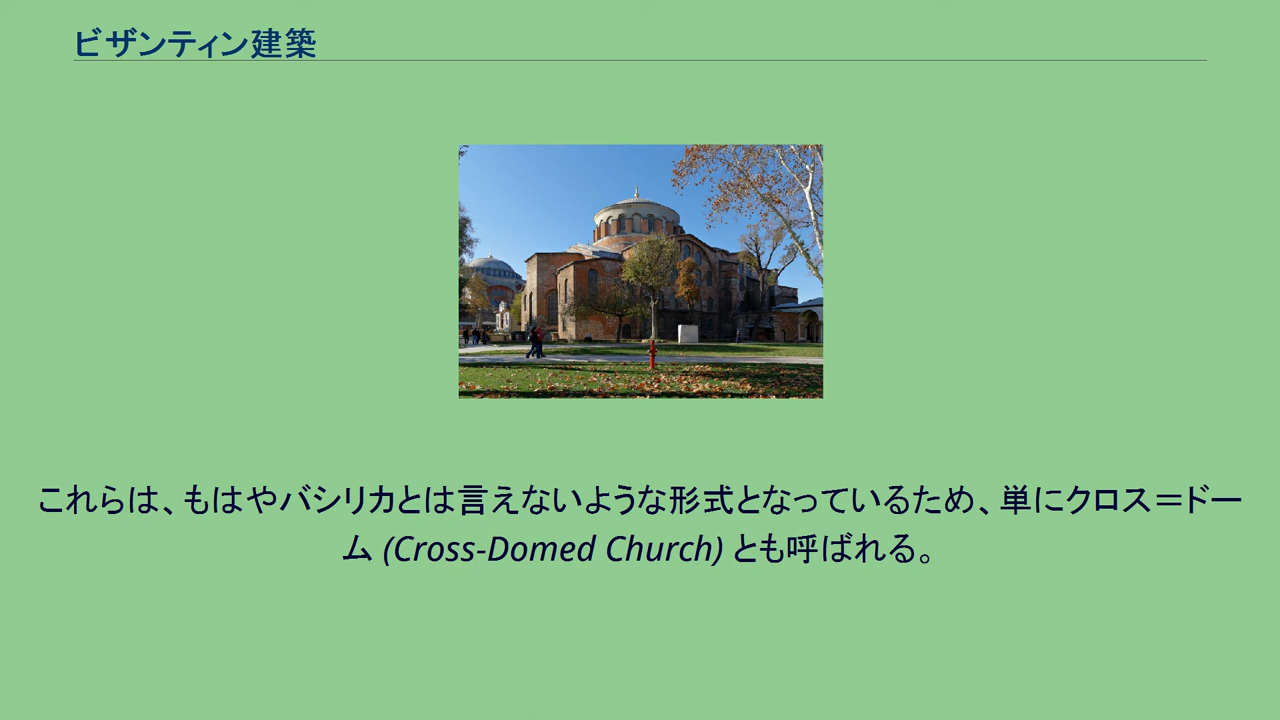 ビザンティン建築
これらは、もはやバシリカとは言えないような形式となっているため、単にクロス＝ドー
ム (Cross-Domed Church) とも呼ばれる。